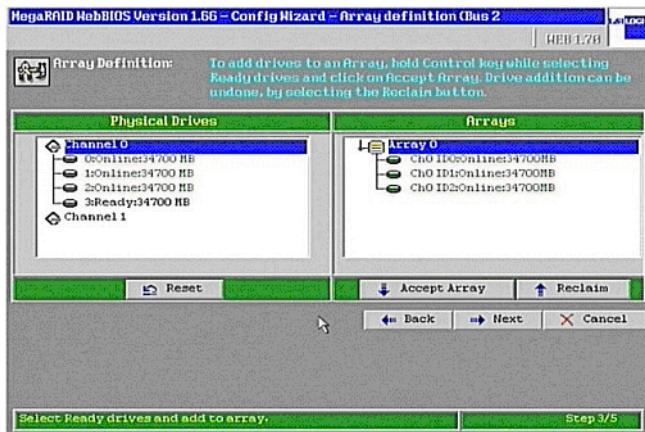 MegaRAID WebBIOS Version 1.66 - Config Wizard - Array definition (Bus 2
LSI LOGI
WEB 1.70
Array Definition:
To add drives to an Array, hold Control key while selecting
Ready drives and click on Accept Array. Drive addition can be
undone, by selecting the Reclaim button.
Physical Drives
Channel 0
0:Online:34700 MB
1:Online:34700 MB
2:Online:34700 MB
3:Ready:34700 MB
Channel 1
Reset
Arrays
Array 0
Ch0 ID0:Online:34700MB
Ch0 ID1:Online:34700MB
Ch0 ID2:Online:34700MB
Accept Array
Reclaim
Back
Next
Cancel
Select Ready drives and add to array.
Step 3/5